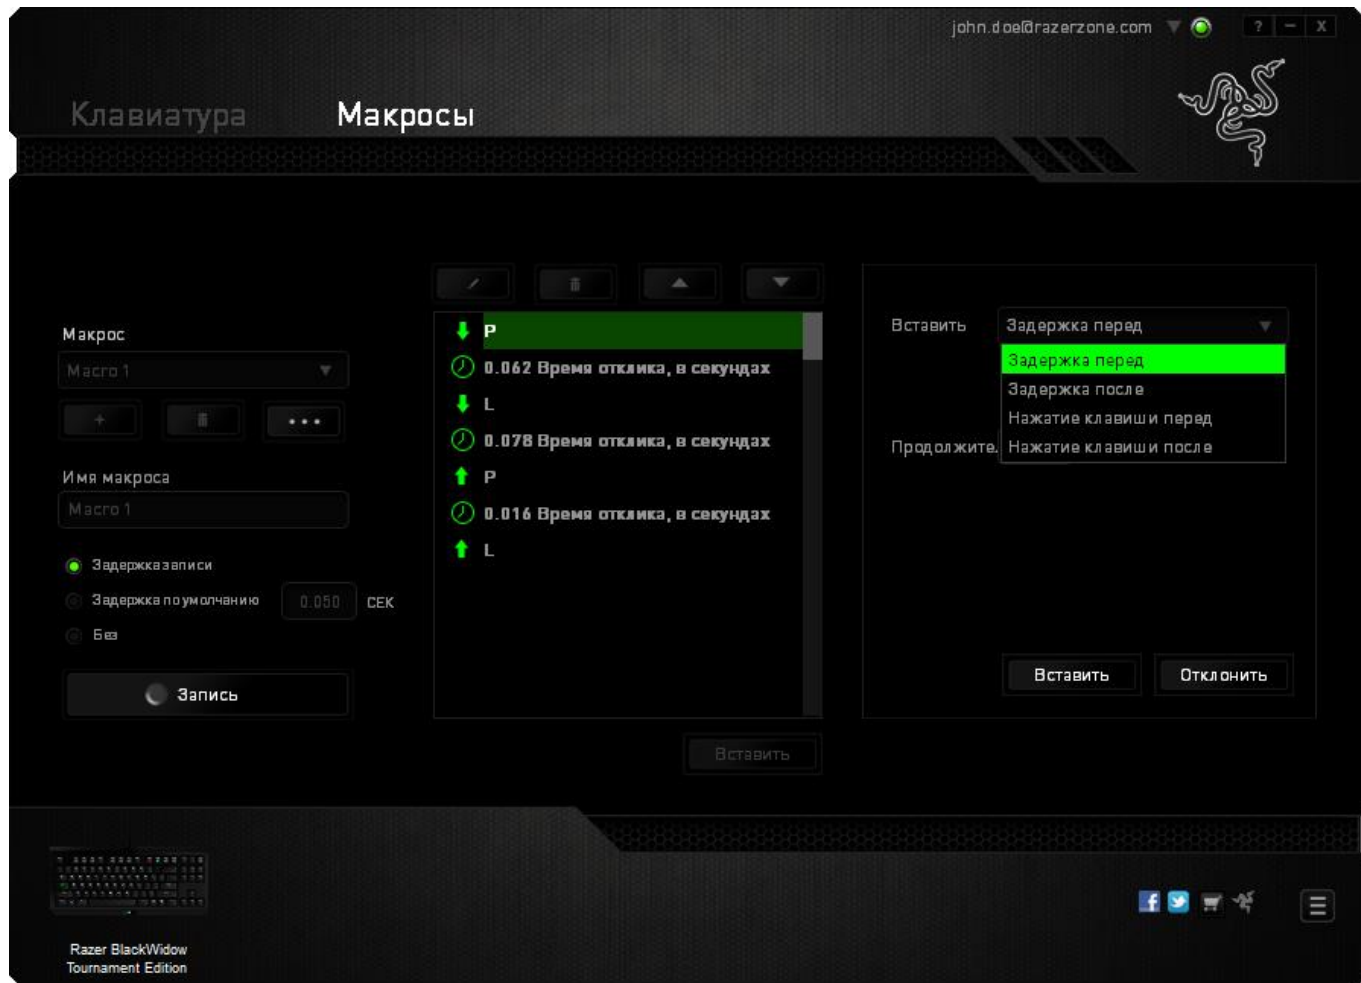 john.doe@razerzone.com
? – X
Клавиатура
Макросы
Макрос
Macro 1
Имя макроса
Macro 1
Задержка записи
Задержка по умолчанию 0.050 СЕК
Без
Запись
P
0.062 Время отклика, в секундах
L
0.078 Время отклика, в секундах
P
0.016 Время отклика, в секундах
L
Вставить
Вставить Задержка перед
Задержка перед
Задержка после
Нажатие клавиши перед
Нажатие клавиши после
Продолжите
Вставить Отклонить
Razer BlackWidow
Tournament Edition